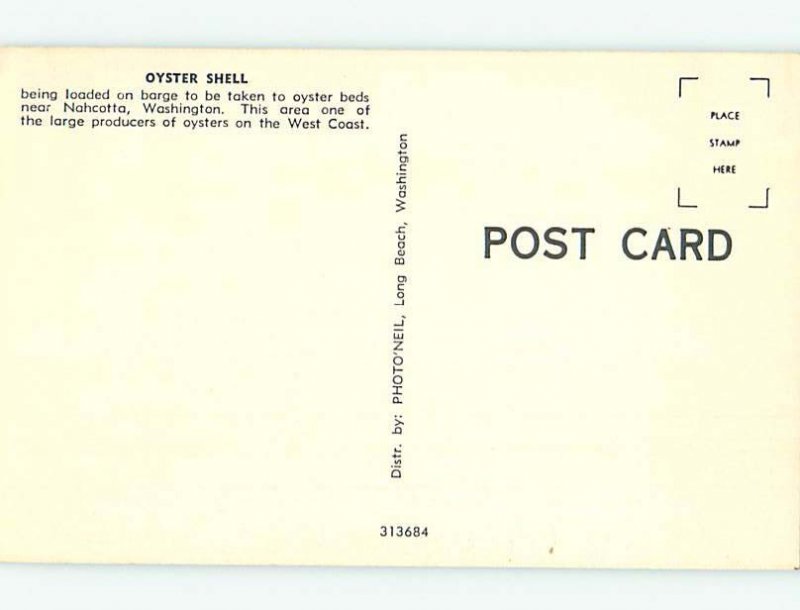 OYSTER SHELL
being loaded on barge to be taken to oyster beds
near Nahcotta, Washington. This area one of
the large producers of oysters on the West Coast.
PLACE
STAMP
HERE
POST CARD
Distr. by: PHOTO'NEIL, Long Beach, Washington
313684